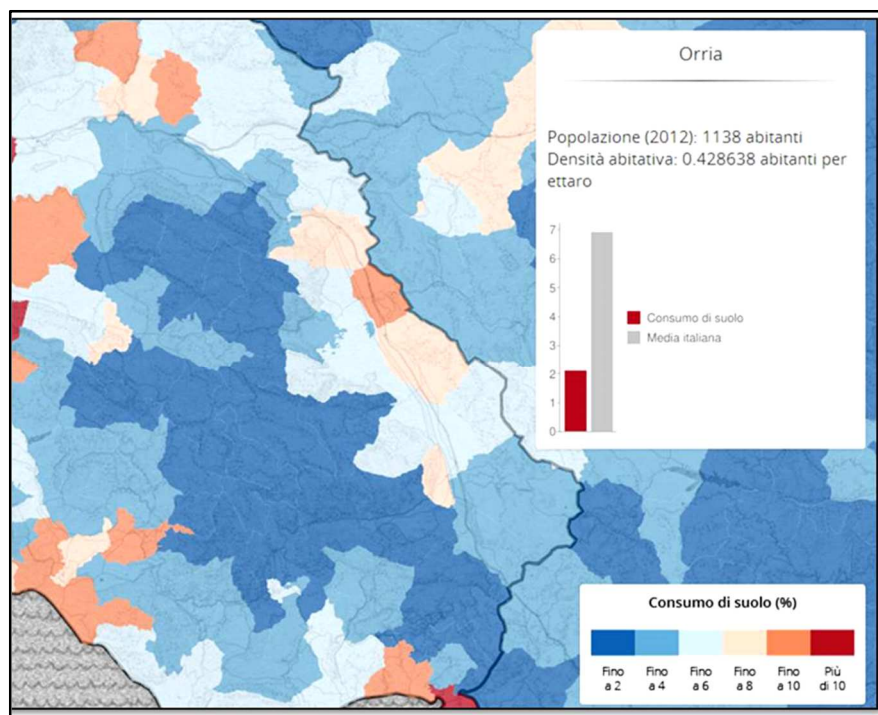 Orria
Popolazione (2012): 1138 abitanti
Densità abitativa: 0.428638 abitanti per
ettaro
7
6
5
4
3
2
1
0
Consumo di suolo
Media italiana
Consumo di suolo (%)
Fino a 2
Fino a 4
Fino a 6
Fino a 8
Fino a 10
Più di 10